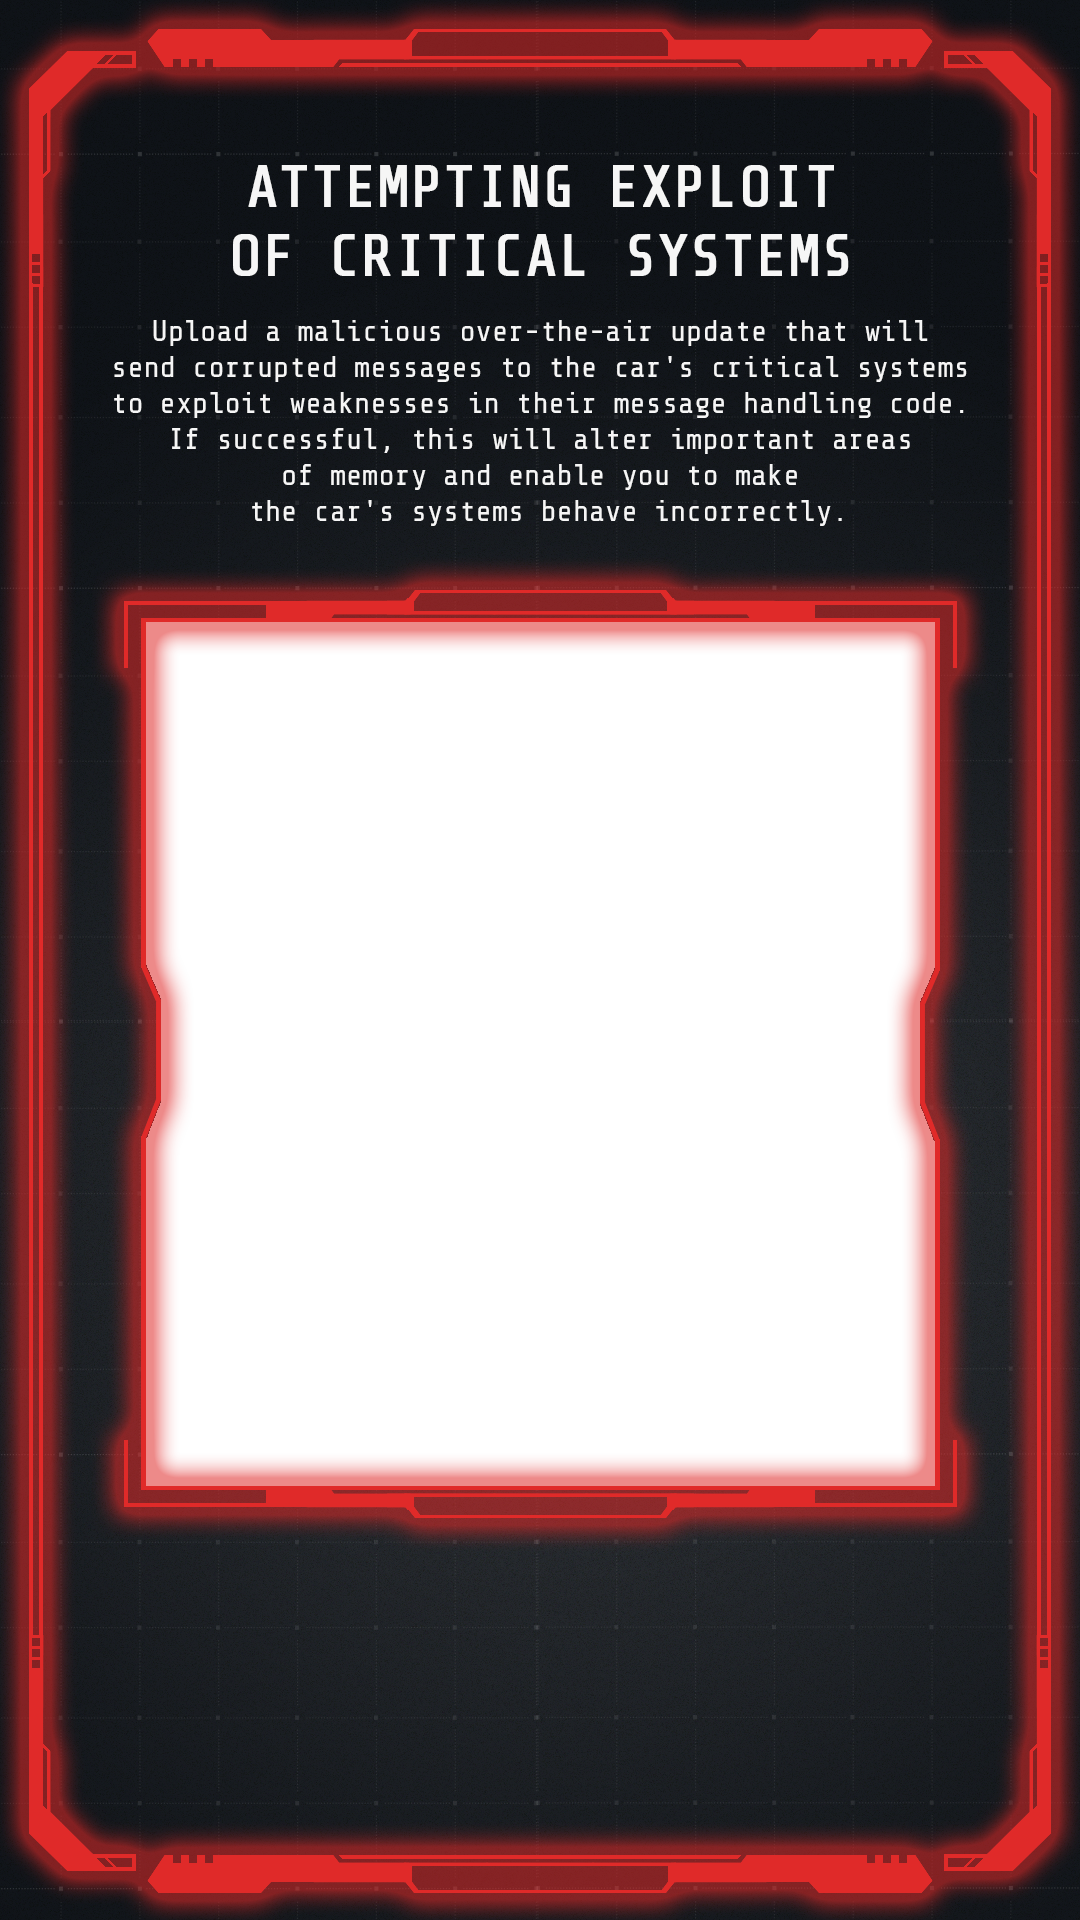 ATTEMPTING EXPLOIT
OF CRITICAL SYSTEMS
Upload a malicious over-the-air update that will
send corrupted messages to the car's critical systems
to exploit weaknesses in their message handling code.
If successful, this will alter important areas
of memory and enable you to make
the car's systems behave incorrectly.